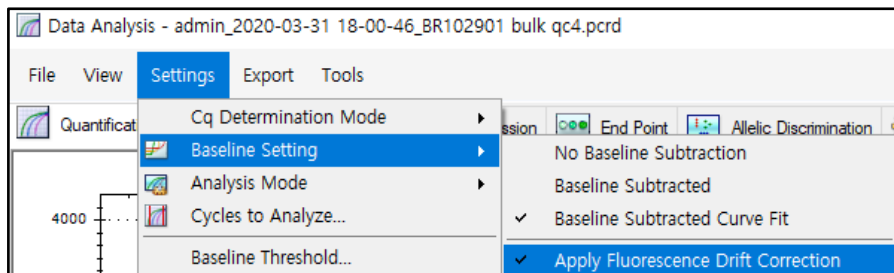 Data Analysis - admin_2020-03-31 18-00-46_BR102901 bulk qc4.pcrd
File View Settings Export Tools
Quantificat ssion End Point Allelic Discrimination
Cq Determination Mode
Baseline Setting
Analysis Mode
Cycles to Analyze...
Baseline Threshold...
No Baseline Subtraction
Baseline Subtracted
Baseline Subtracted Curve Fit
Apply Fluorescence Drift Correction
4000